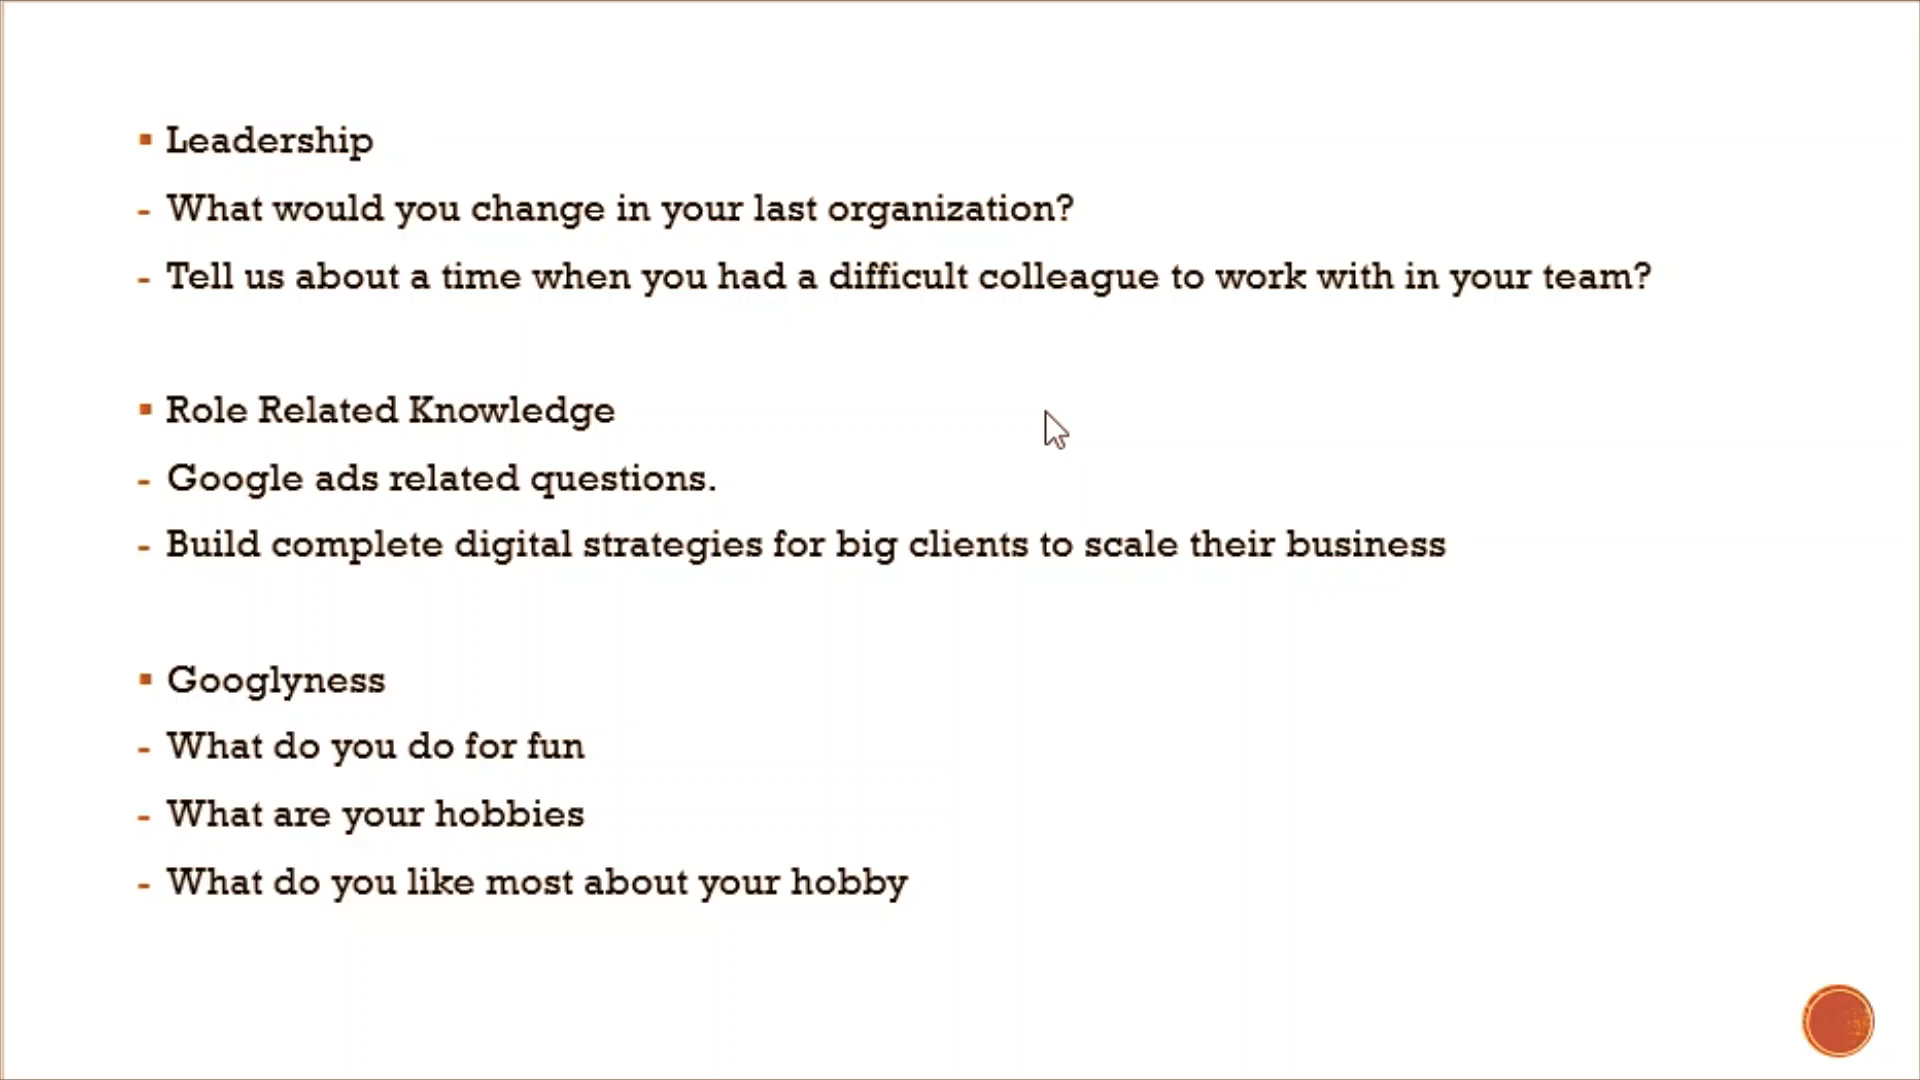 ▪ Leadership
- What would you change in your last organization?
- Tell us about a time when you had a difficult colleague to work with in your team?
▪ Role Related Knowledge
- Google ads related questions.
- Build complete digital strategies for big clients to scale their business
▪ Googlyness
- What do you do for fun
- What are your hobbies
- What do you like most about your hobby